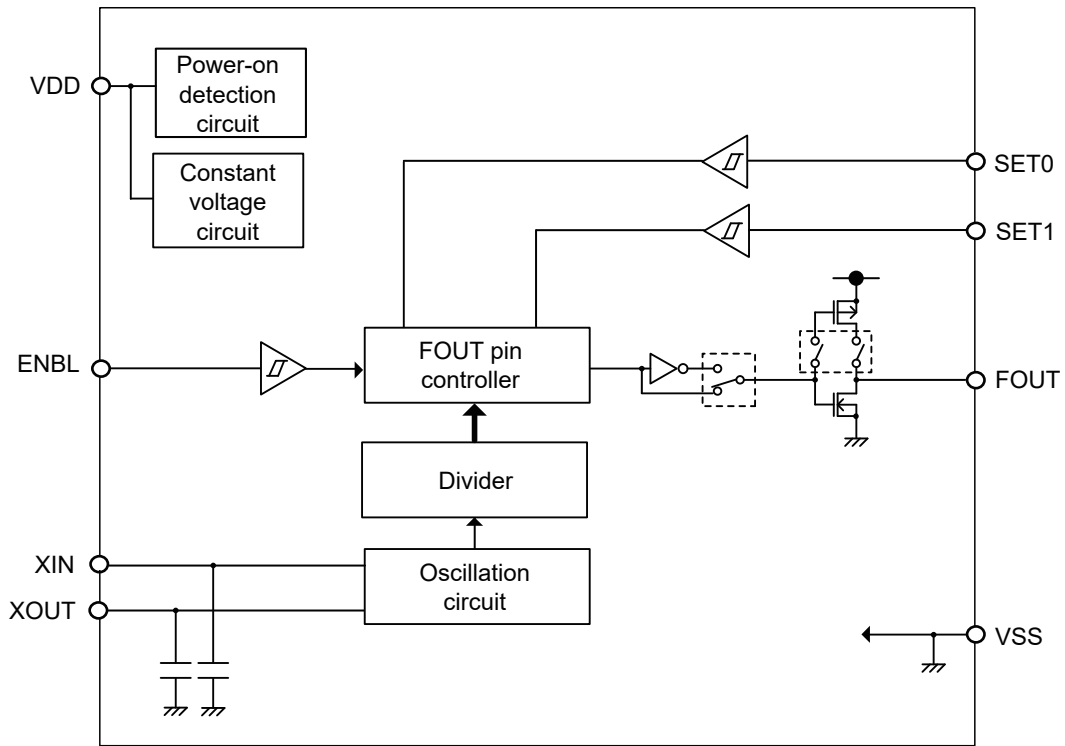 VDD
Power-on
detection
circuit
Constant
voltage
circuit
SET0
SET1
ENBL
FOUT pin
controller
FOUT
Divider
XIN
XOUT
Oscillation
circuit
VSS